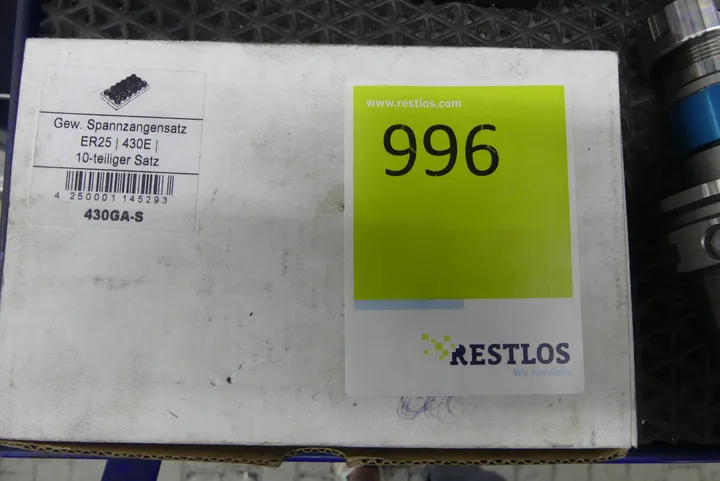 Gew. Spannzangensatz
ER25 | 430E |
10-teiliger Satz
4 250001 145293
430GA-S
www.restlos.com
996
RESTLOS
Wir handeln.